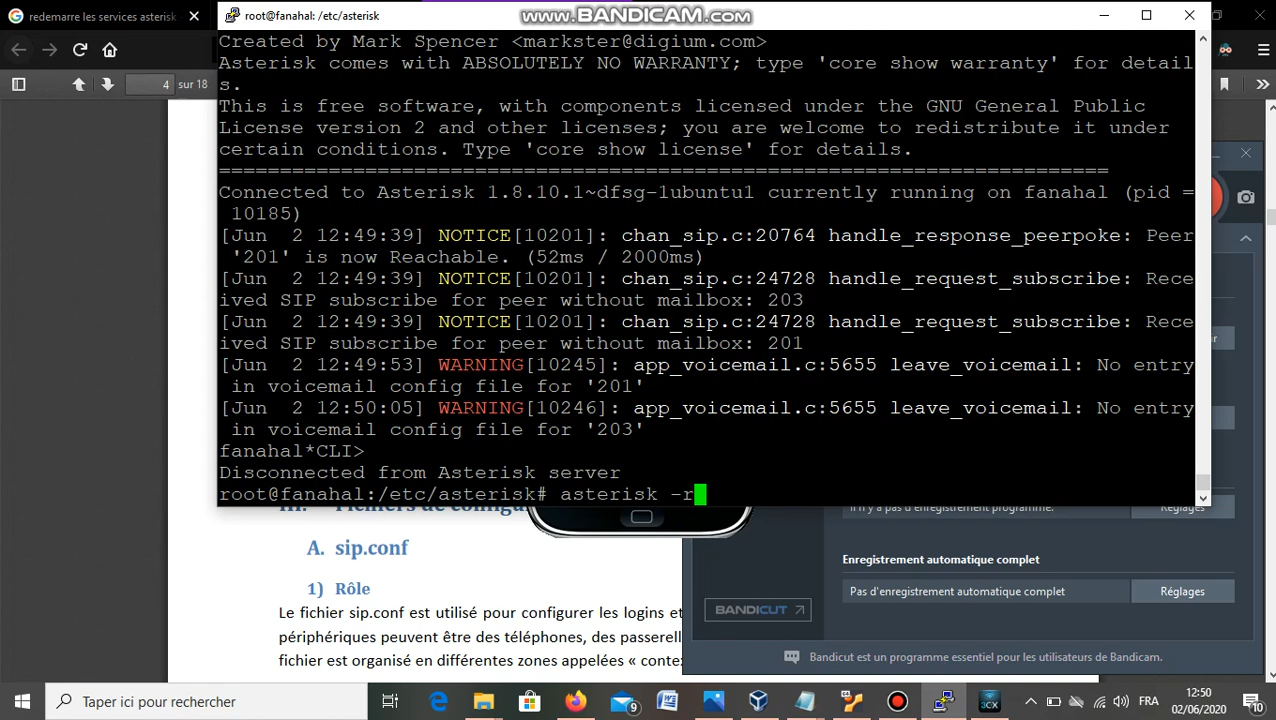 redemarre les services asterisk
root@fanahal: /etc/asterisk
www.BANDICAM.com
4 sur 18
Created by Mark Spencer <markster@digium.com>
Asterisk comes with ABSOLUTELY NO WARRANTY; type 'core show warranty' for detail
s.
This is free software, with components licensed under the GNU General Public
License version 2 and other licenses; you are welcome to redistribute it under
certain conditions. Type 'core show license' for details.
=========================================================================
Connected to Asterisk 1.8.10.1~dfsg-1ubuntu1 currently running on fanahal (pid =
10185)
[Jun  2 12:49:39] NOTICE[10201]: chan_sip.c:20764 handle_response_peerpoke: Peer
'201' is now Reachable. (52ms / 2000ms)
[Jun  2 12:49:39] NOTICE[10201]: chan_sip.c:24728 handle_request_subscribe: Rece
ived SIP subscribe for peer without mailbox: 203
[Jun  2 12:49:39] NOTICE[10201]: chan_sip.c:24728 handle_request_subscribe: Rece
ived SIP subscribe for peer without mailbox: 201
[Jun  2 12:49:53] WARNING[10245]: app_voicemail.c:5655 leave_voicemail: No entry
in voicemail config file for '201'
[Jun  2 12:50:05] WARNING[10246]: app_voicemail.c:5655 leave_voicemail: No entry
in voicemail config file for '203'
fanahal*CLI>
Disconnected from Asterisk server
root@fanahal:/etc/asterisk# asterisk -r
A. sip.conf
1) Rôle
Le fichier sip.conf est utilisé pour configurer les logins et
périphériques peuvent être des téléphones, des passerell
fichier est organisé en différentes zones appelées « conte
Il n'y a pas d'enregistrement programmé.
Réglages
Enregistrement automatique complet
Pas d'enregistrement automatique complet
Réglages
BANDICUT
Bandicut est un programme essentiel pour les utilisateurs de Bandicam.
Taper ici pour rechercher
9
3CX
FRA
12:50
02/06/2020
10